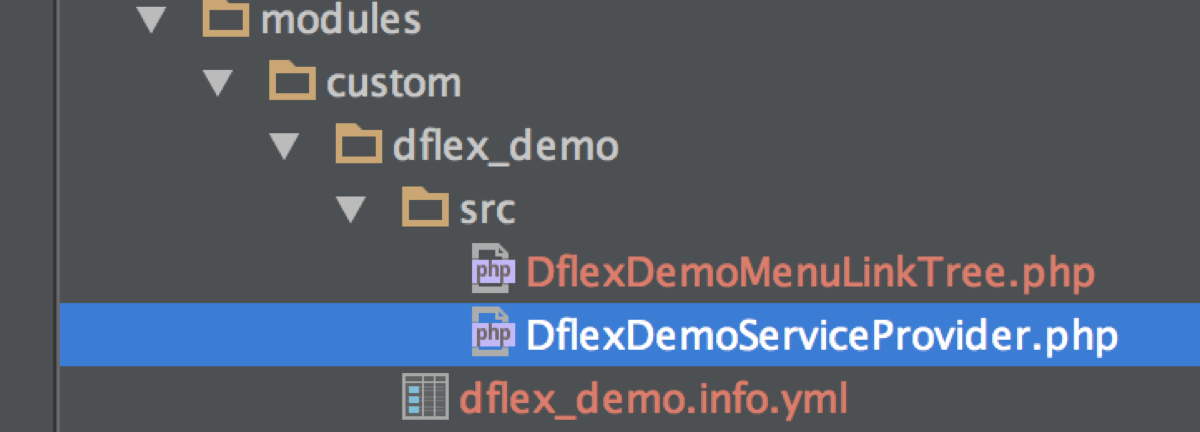 modules
custom
dflex_demo
src
php DflexDemoMenuLinkTree.php
php DflexDemoServiceProvider.php
dflex_demo.info.yml